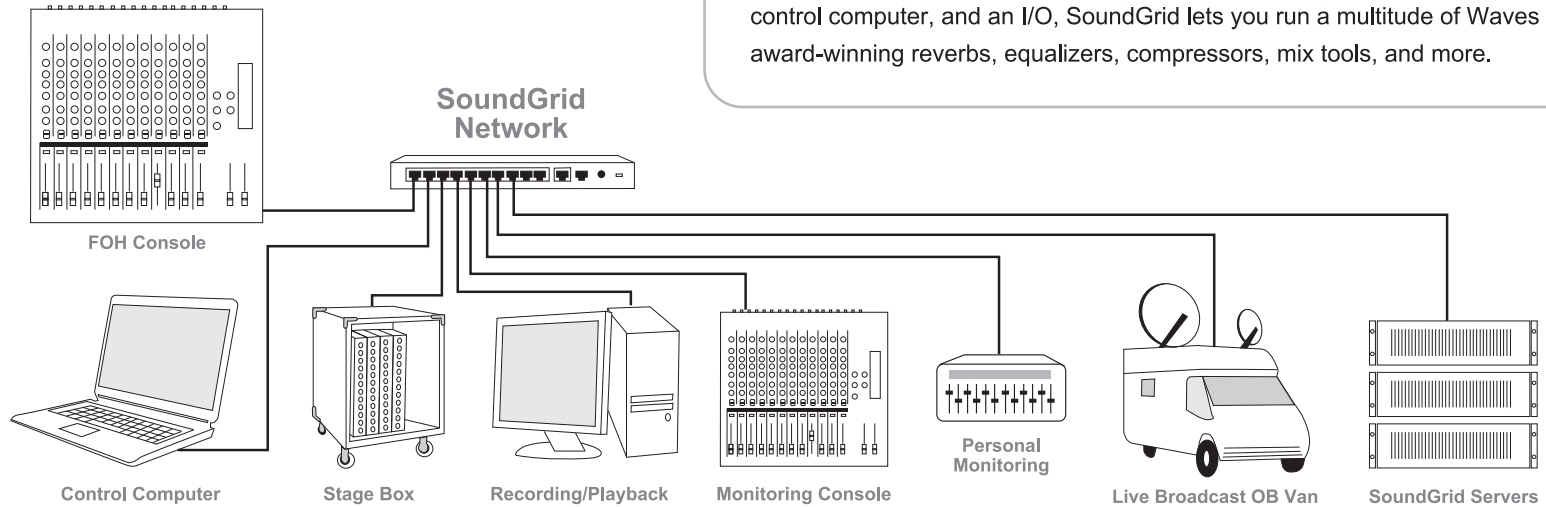 control computer, and an I/O, SoundGrid lets you run a multitude of Waves
award-winning reverbs, equalizers, compressors, mix tools, and more.
SoundGrid
Network
FOH Console
Control Computer
Stage Box
Recording/Playback
Monitoring Console
Personal
Monitoring
Live Broadcast OB Van
SoundGrid Servers